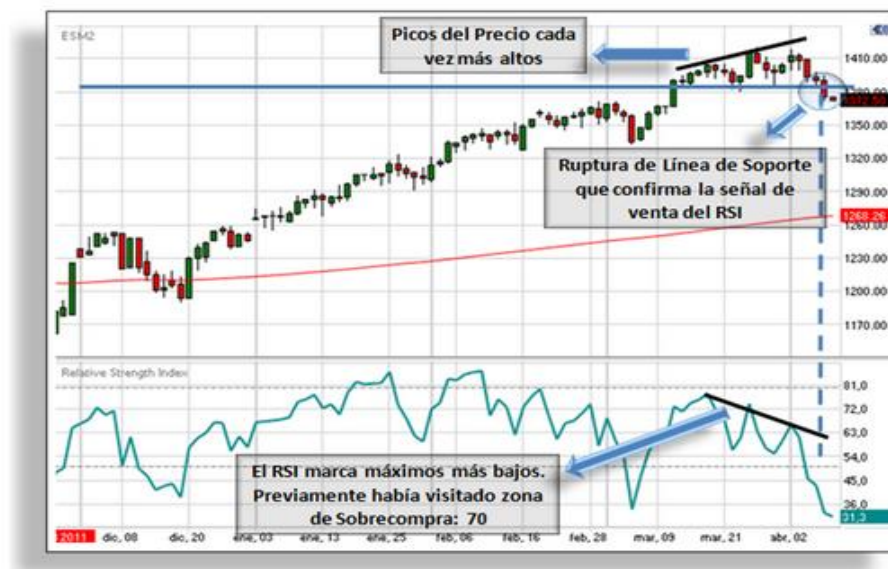 ESM2
Picos del Precio cada
vez más altos
1410.00
1380.00
1372.50
1350.00
Ruptura de Línea de Soporte
que confirma la señal de
venta del RSI
1320.00
1290.00
1268.26
1260.00
1230.00
1200.00
1170.00
Relative Strength Index
81,0
72,0
63,0
54,0
45,0
36,0
31,3
El RSI marca máximos más bajos.
Previamente había visitado zona
de Sobrecompra: 70
2011 dic, 08 dic, 20 ene, 03 ene, 13 ene, 25 feb, 06 feb, 16 feb, 28 mar, 09 mar, 21 abr, 02